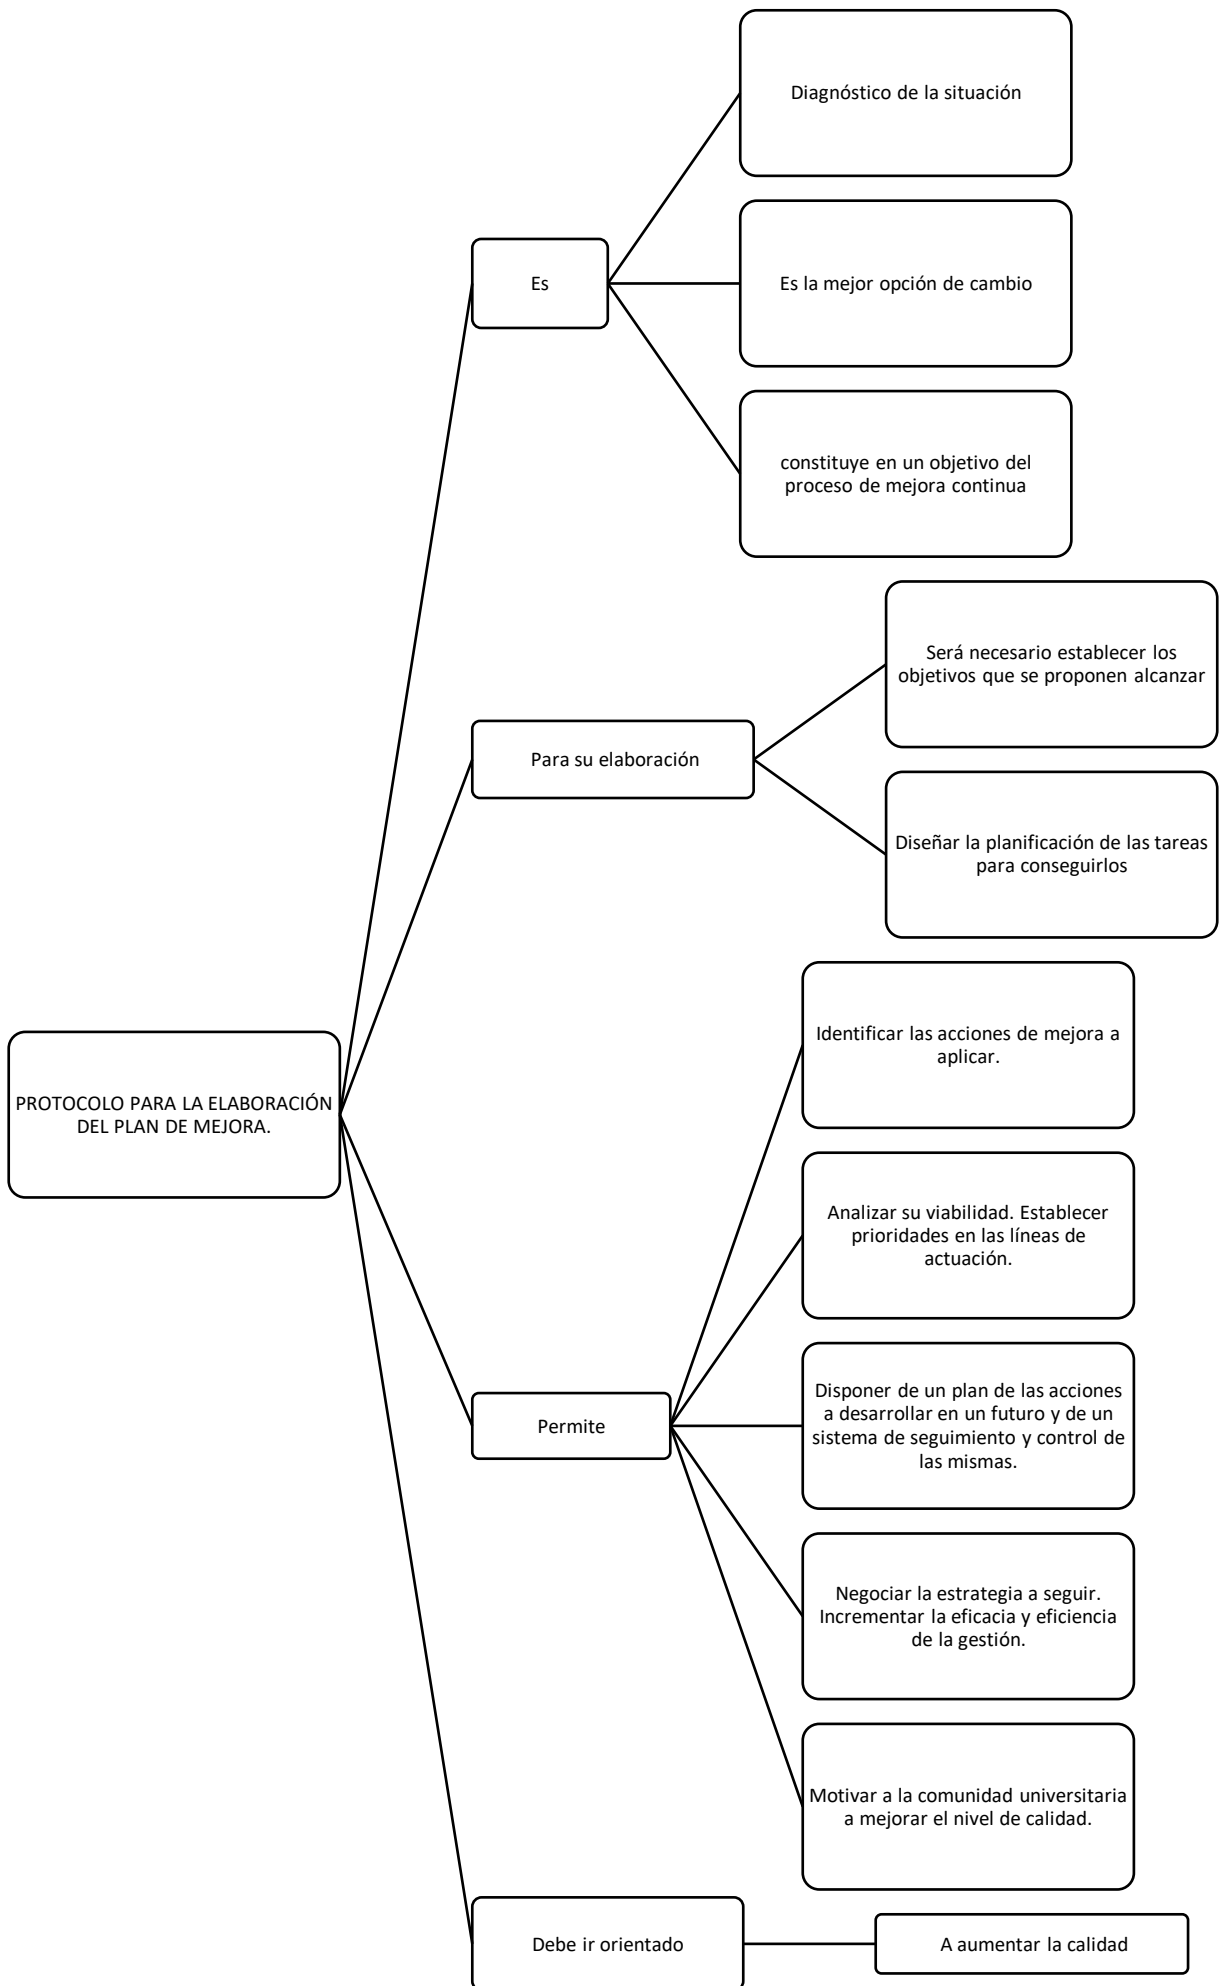 Diagnóstico de la situación
Es
Es la mejor opción de cambio
constituye en un objetivo del
proceso de mejora continua
Será necesario establecer los
objetivos que se proponen alcanzar
Para su elaboración
Diseñar la planificación de las tareas
para conseguirlos
PROTOCOLO PARA LA ELABORACIÓN
DEL PLAN DE MEJORA.
Identificar las acciones de mejora a
aplicar.
Analizar su viabilidad. Establecer
prioridades en las líneas de
actuación.
Permite
Disponer de un plan de las acciones
a desarrollar en un futuro y de un
sistema de seguimiento y control de
las mismas.
Negociar la estrategia a seguir.
Incrementar la eficacia y eficiencia
de la gestión.
Motivar a la comunidad universitaria
a mejorar el nivel de calidad.
Debe ir orientado
A aumentar la calidad